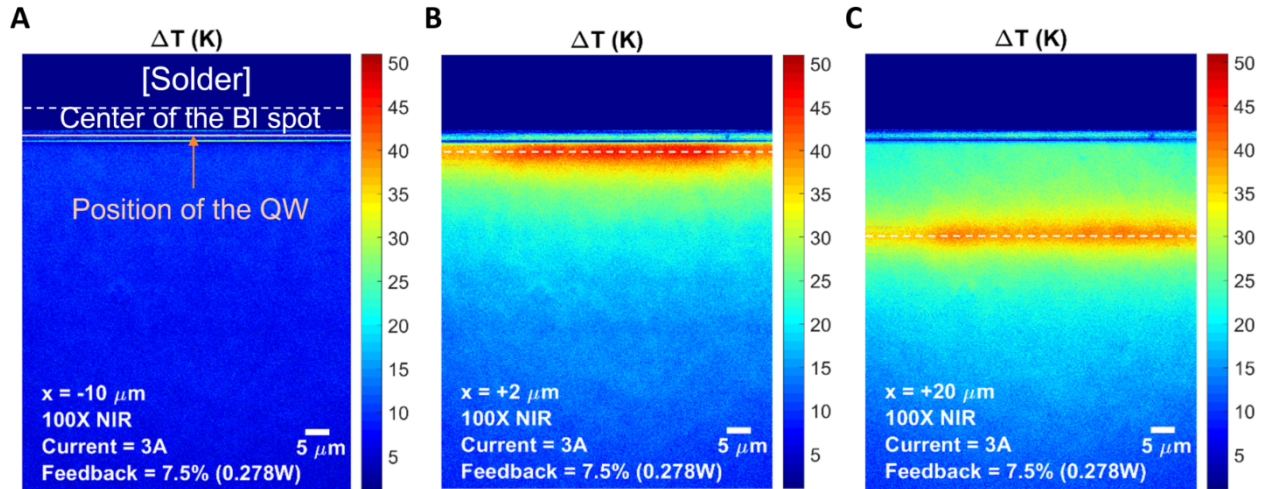 A
ΔT (K)
[Solder]
Center of the BI spot
Position of the QW
x = -10 μm
100X NIR
Current = 3A
Feedback = 7.5% (0.278W)
5 μm
50
45
40
35
30
25
20
15
10
5
B
ΔT (K)
x = +2 μm
100X NIR
Current = 3A
Feedback = 7.5% (0.278W)
5 μm
50
45
40
35
30
25
20
15
10
5
C
ΔT (K)
x = +20 μm
100X NIR
Current = 3A
Feedback = 7.5% (0.278W)
5 μm
50
45
40
35
30
25
20
15
10
5